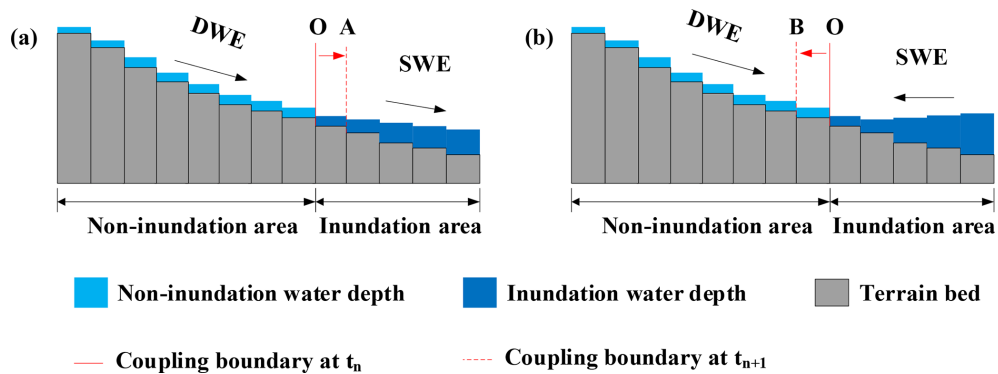 (a) DWE O A SWE
Non-inundation area Inundation area
(b) DWE B O SWE
Non-inundation area Inundation area
Non-inundation water depth Inundation water depth Terrain bed
Coupling boundary at tn Coupling boundary at tn+1